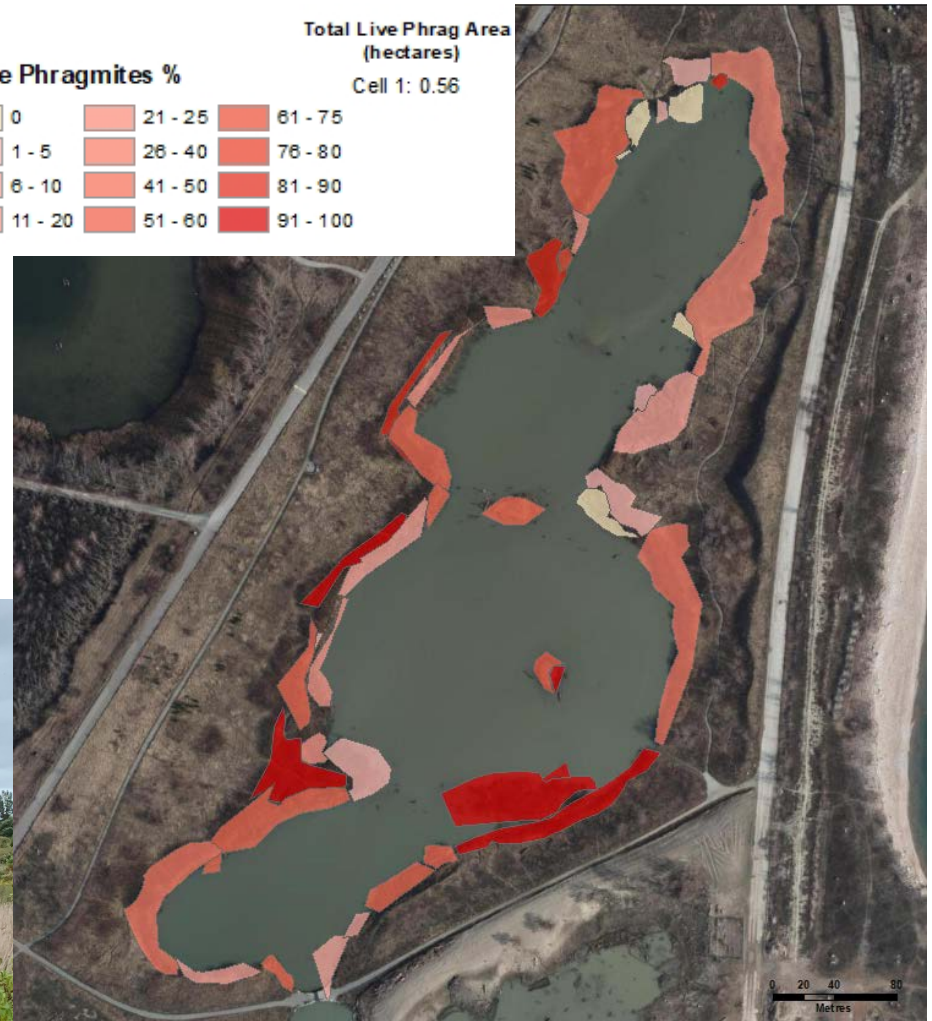 Total Live Phrag Area
(hectares)
Cell 1: 0.56
Phragmites %
0
1 - 5
6 - 10
11 - 20
21 - 25
26 - 40
41 - 50
51 - 60
61 - 75
76 - 80
81 - 90
91 - 100
0 20 40 80
Metres